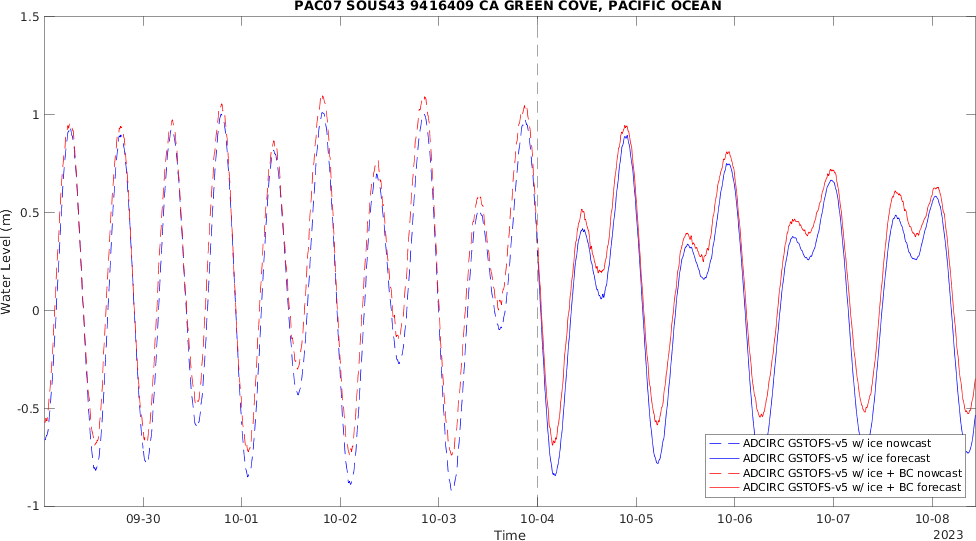 PAC07 SOUS43 9416409 CA GREEN COVE, PACIFIC OCEAN
1.5
1
0.5
0
-0.5
-1
Water Level (m)
ADCIRC GSTOFS-v5 w/ ice nowcast
ADCIRC GSTOFS-v5 w/ ice forecast
ADCIRC GSTOFS-v5 w/ ice + BC nowcast
ADCIRC GSTOFS-v5 w/ ice + BC forecast
09-30 10-01 10-02 10-03 10-04 10-05 10-06 10-07 10-08
Time
2023